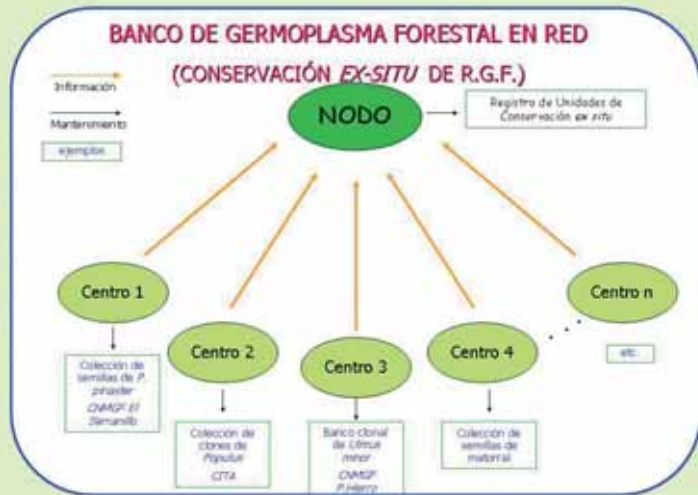 BANCO DE GERMOPLASMA FORESTAL EN RED
(CONSERVACIÓN EX-SITU DE R.G.F.)
Información
Mantenimiento
ejemplos
NODO
Registro de Unidades de
Conservación ex situ
Centro 1
Centro 2
Centro 3
Centro 4
Centro n
Colección de
semillas de P.
pinaster
CNMGF El
Serranillo
Colección de
clones de
Populus
CITA
Banco clonal
de Ulmus
minor
CNMGF
P.Hierro
Colección de
semillas de
matorral
etc.